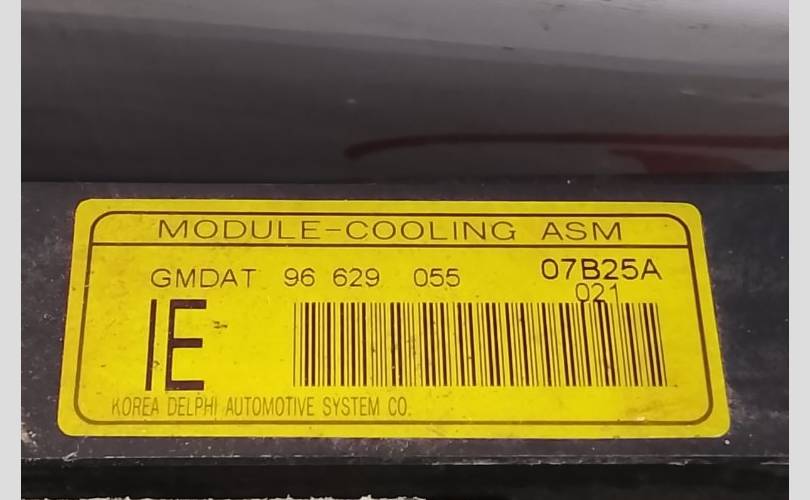 MODULE-COOLING ASM
GMDAT 96 629 055 07B25A
021
IE
KOREA DELPHI AUTOMOTIVE SYSTEM CO.